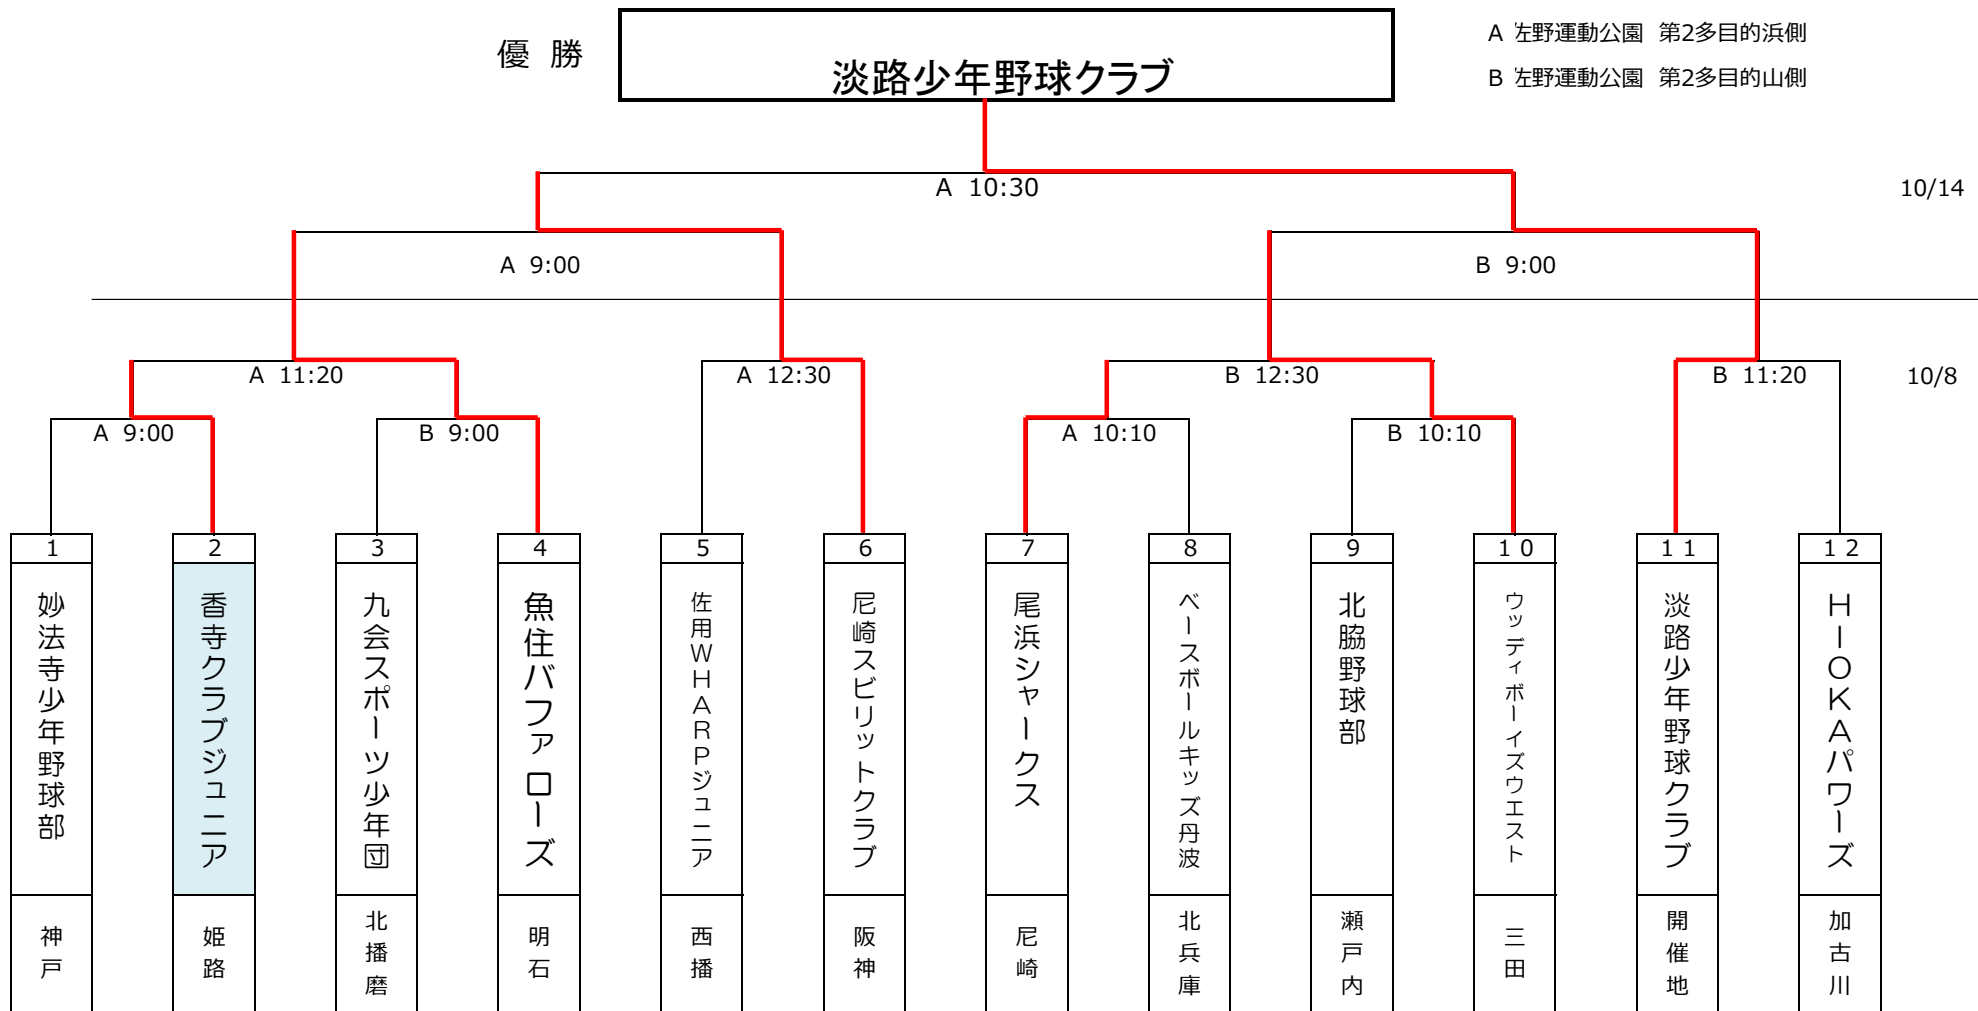 優 勝
淡路少年野球クラブ
A 佐野運動公園 第2多目的浜側
B 佐野運動公園 第2多目的山側
A 10:30
10/14
A 9:00
B 9:00
A 11:20
A 12:30
B 12:30
B 11:20
10/8
A 9:00
B 9:00
A 10:10
B 10:10
1
2
3
4
5
6
7
8
9
10
11
12
妙法寺少年野球部
香寺クラブジュニア
九会スポーツ少年団
魚住バファローズ
佐用WHARPジュニア
尼崎スピリットクラブ
尾浜シャークス
ベースボールキッズ丹波
北脇野球部
ウッディボーイズウエスト
淡路少年野球クラブ
HIOKAパワーズ
神戸
姫路
北播磨
明石
西播
阪神
尼崎
北兵庫
瀬戸内
三田
開催地
加古川